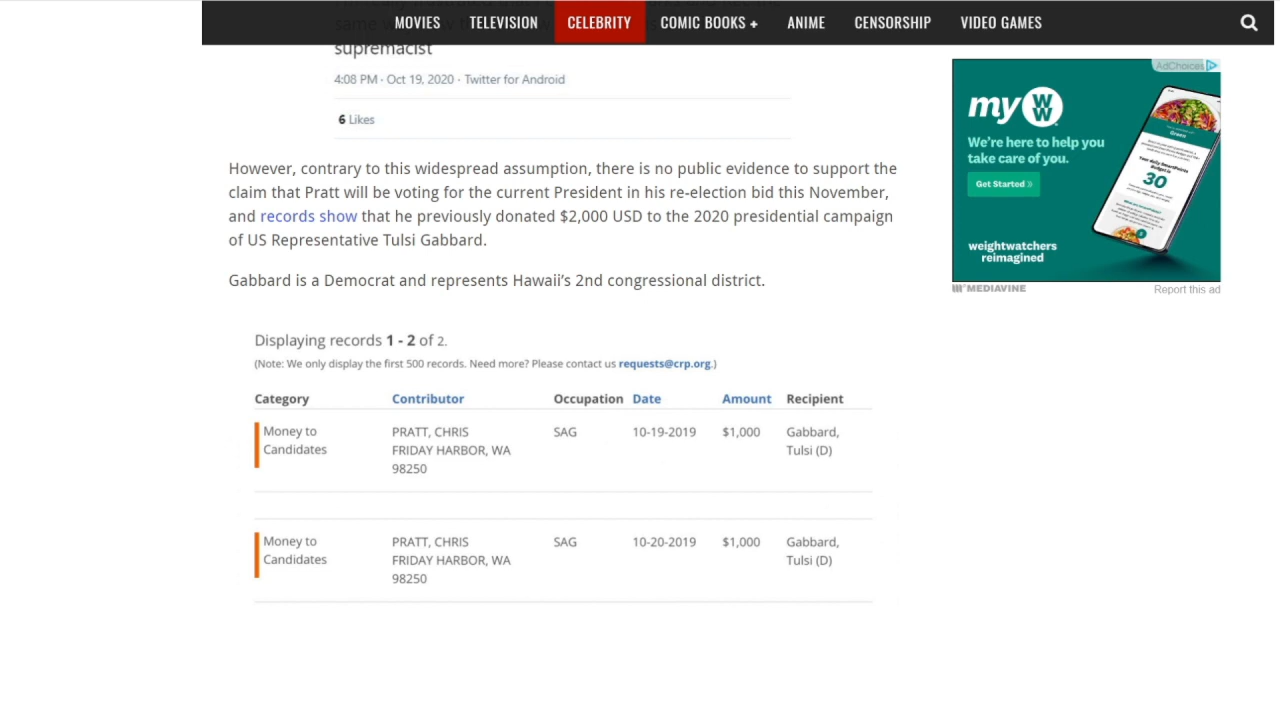 MOVIES TELEVISION CELEBRITY COMIC BOOKS + ANIME CENSORSHIP VIDEO GAMES
supremacist
4:08 PM · Oct 19, 2020 · Twitter for Android
6 Likes
However, contrary to this widespread assumption, there is no public evidence to support the
claim that Pratt will be voting for the current President in his re-election bid this November,
and records show that he previously donated $2,000 USD to the 2020 presidential campaign
of US Representative Tulsi Gabbard.
Gabbard is a Democrat and represents Hawaii's 2nd congressional district.
Displaying records 1 - 2 of 2.
(Note: We only display the first 500 records. Need more? Please contact us requests@crp.org.)
Category Contributor Occupation Date Amount Recipient
Money to PRATT, CHRIS SAG 10-19-2019 $1,000 Gabbard,
Candidates FRIDAY HARBOR, WA Tulsi (D)
98250
Money to PRATT, CHRIS SAG 10-20-2019 $1,000 Gabbard,
Candidates FRIDAY HARBOR, WA Tulsi (D)
98250
AdChoices
my WW
We're here to help you
take care of you.
Get Started »
weightwatchers
reimagined
Green
30
MEDIAVINE
Report this ad